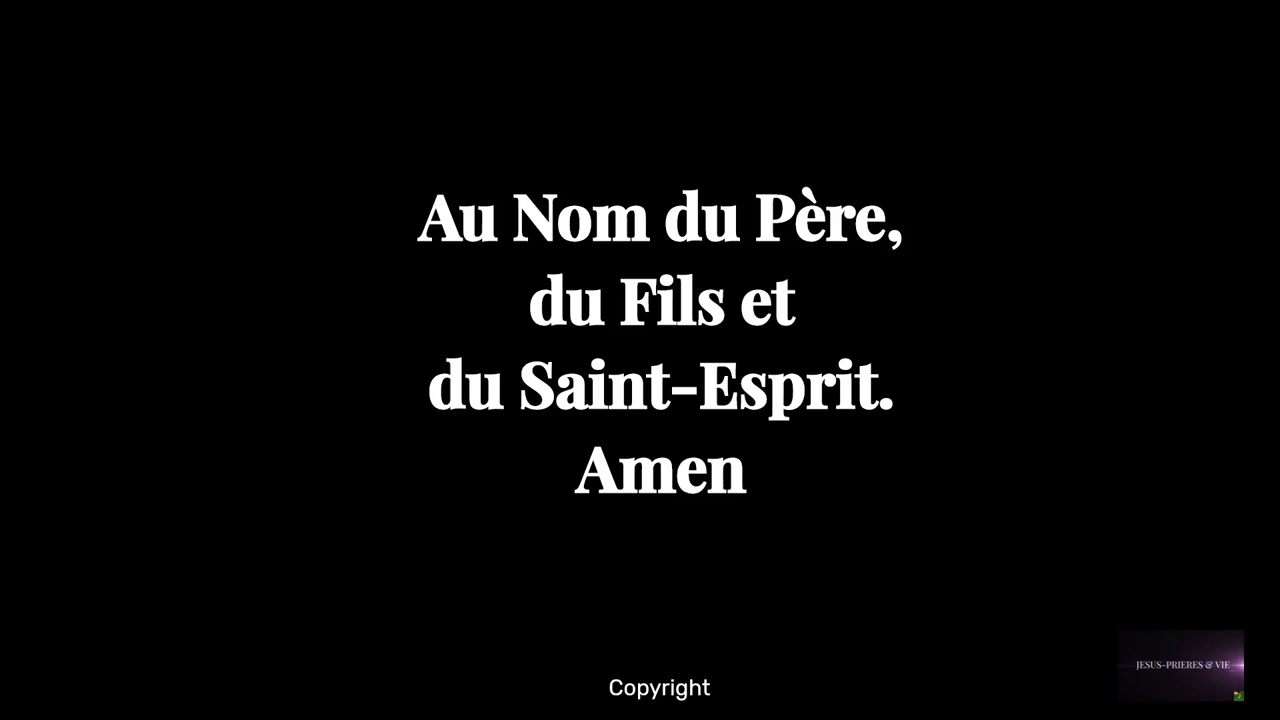 Au Nom du Père,
du Fils et
du Saint-Esprit.
Amen
JESUS-PRIERES & VIE
Copyright